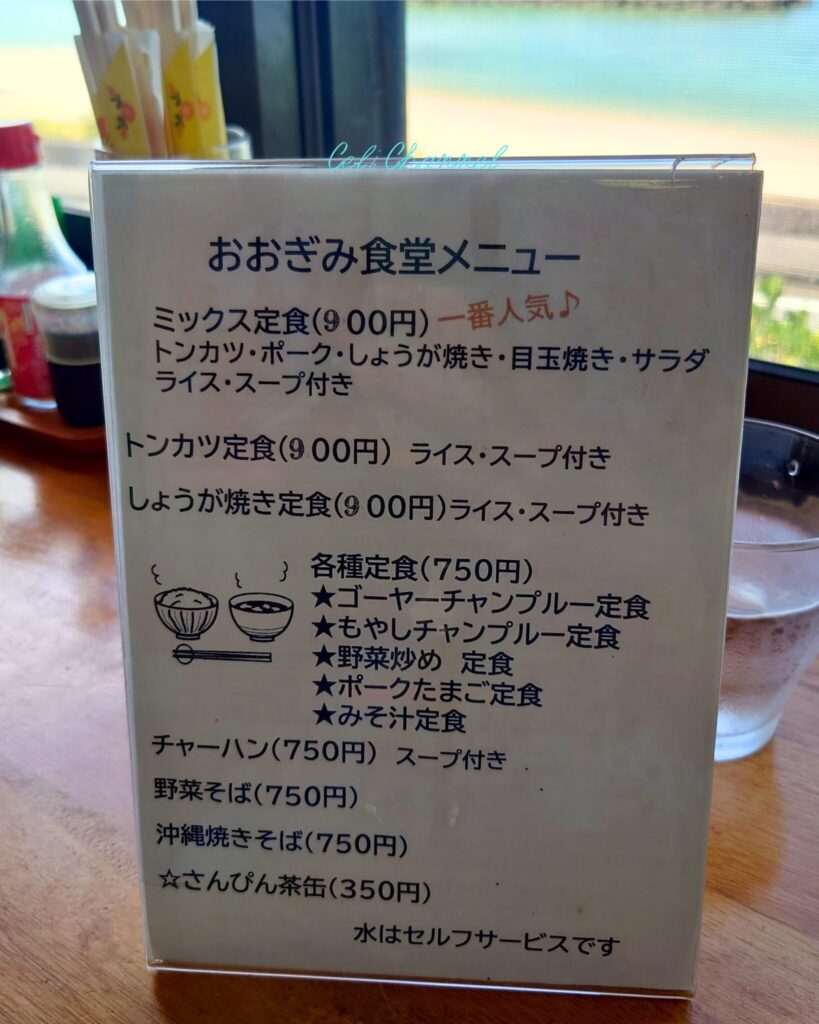 Celi Channel
おおぎみ食堂メニュー
ミックス定食(900円) 一番人気♪
トンカツ・ポーク・しょうが焼き・目玉焼き・サラダ
ライス・スープ付き
トンカツ定食(900円) ライス・スープ付き
しょうが焼き定食(900円)ライス・スープ付き
各種定食(750円)
★ゴーヤーチャンプルー定食
★もやしチャンプルー定食
★野菜炒め 定食
★ポークたまご定食
★みそ汁定食
チャーハン(750円) スープ付き
野菜そば(750円)
沖縄焼きそば(750円)
☆さんぴん茶缶(350円)
水はセルフサービスです